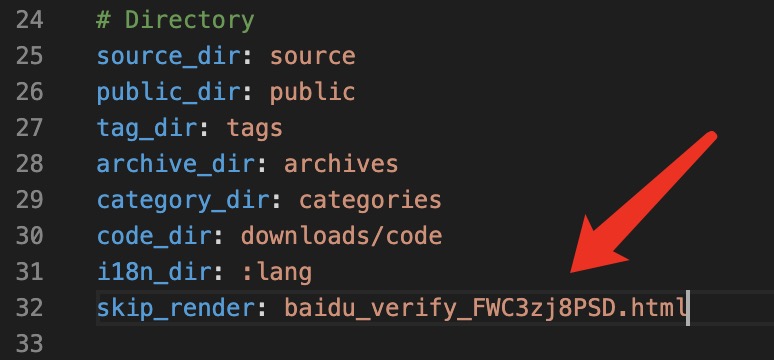 24 # Directory
25 source_dir: source
26 public_dir: public
27 tag_dir: tags
28 archive_dir: archives
29 category_dir: categories
30 code_dir: downloads/code
31 i18n_dir: :lang
32 skip_render: baidu_verify_FWC3zj8PSD.html
33